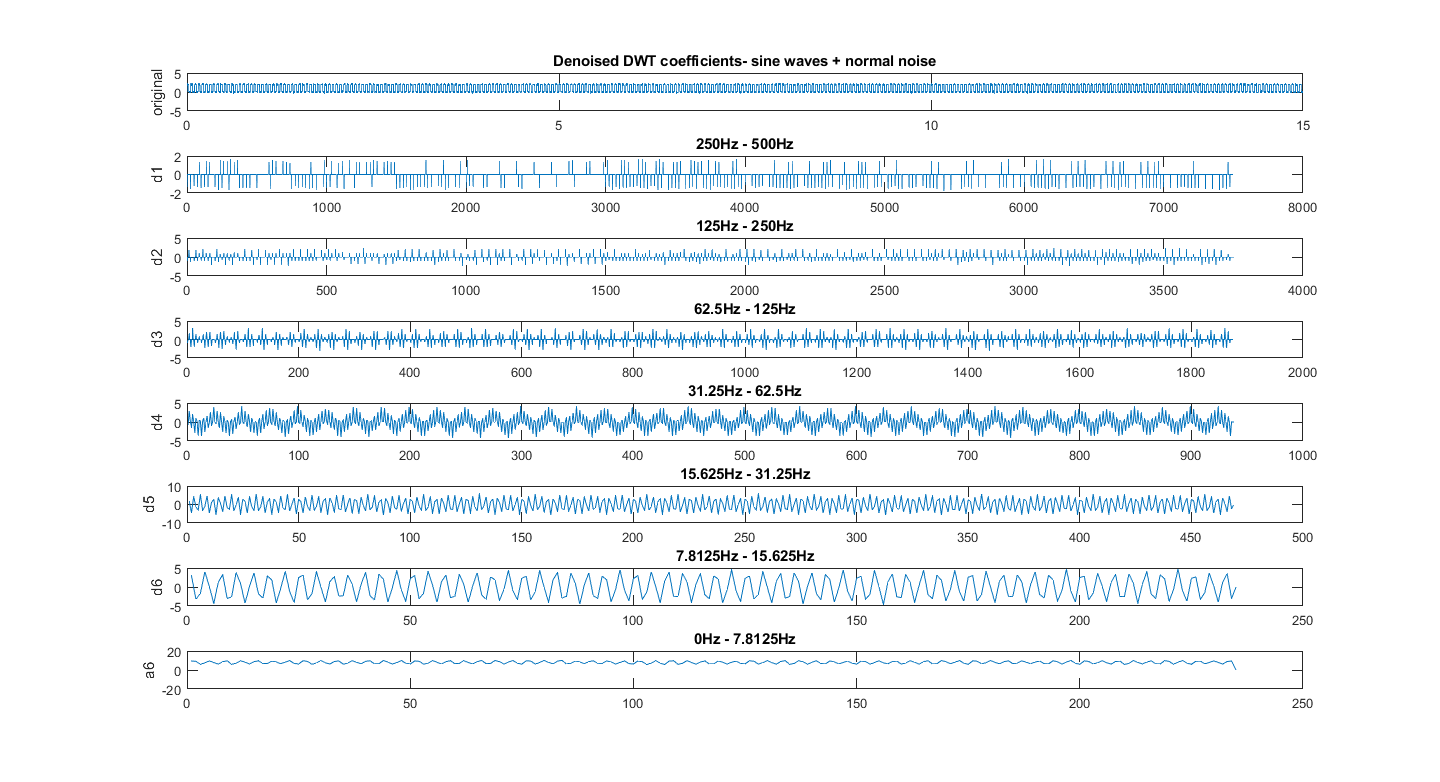 Denoised DWT coefficients- sine waves + normal noise
original
5
0
-5
0 5 10 15
250Hz - 500Hz
d1
2
0
-2
0 1000 2000 3000 4000 5000 6000 7000 8000
125Hz - 250Hz
d2
5
0
-5
0 500 1000 1500 2000 2500 3000 3500 4000
62.5Hz - 125Hz
d3
5
0
-5
0 200 400 600 800 1000 1200 1400 1600 1800 2000
31.25Hz - 62.5Hz
d4
5
0
-5
0 100 200 300 400 500 600 700 800 900 1000
15.625Hz - 31.25Hz
d5
10
0
-10
0 50 100 150 200 250 300 350 400 450 500
7.8125Hz - 15.625Hz
d6
5
0
-5
0 50 100 150 200 250
0Hz - 7.8125Hz
a6
20
0
-20
0 50 100 150 200 250